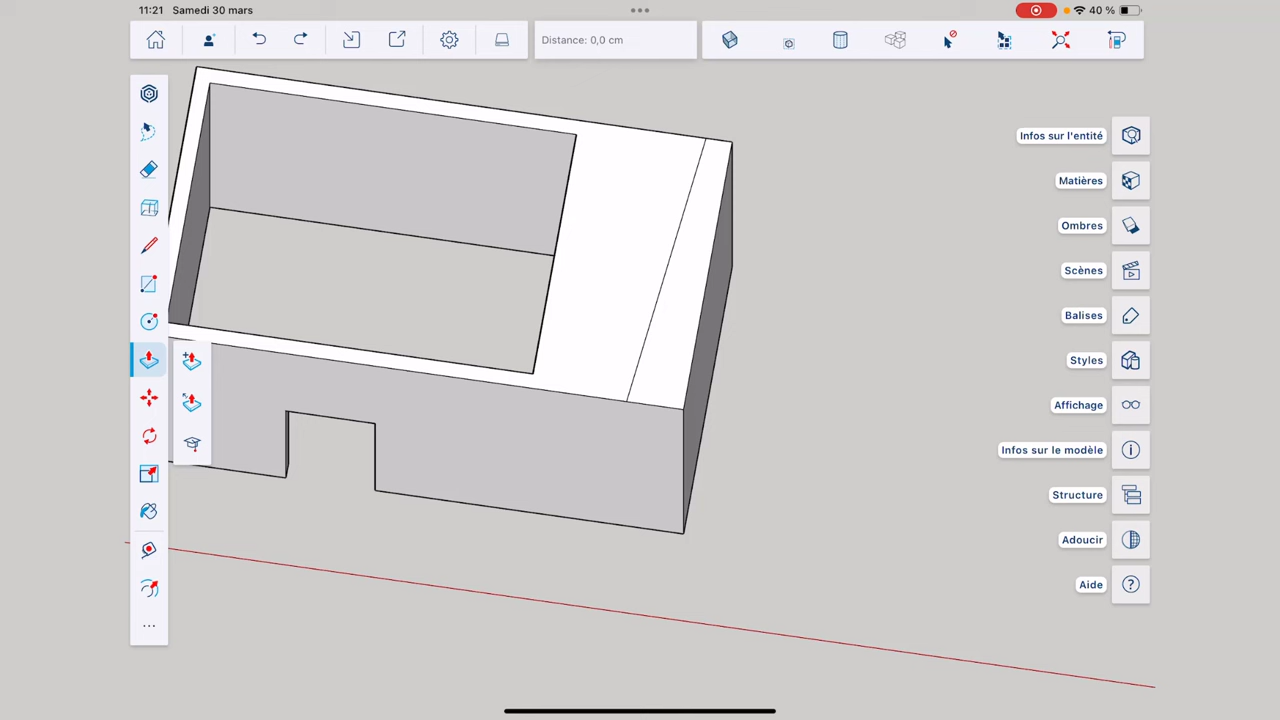 11:21 Samedi 30 mars
40 %
Distance: 0,0 cm
Infos sur l'entité
Matières
Ombres
Scènes
Balises
Styles
Affichage
Infos sur le modèle
Structure
Adoucir
Aide